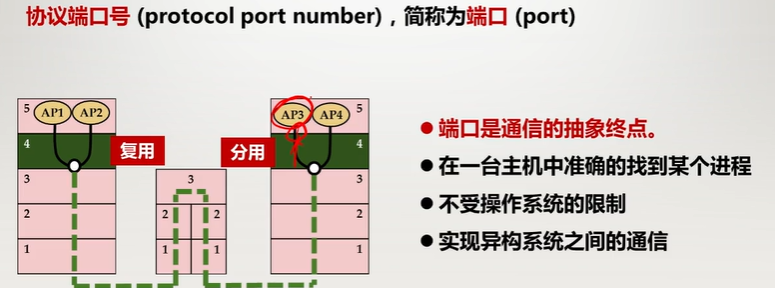 协议端口号 (protocol port number)，简称为端口 (port)
5 AP1 AP2
4
复用
3
2
1
3
2 2
1 1
AP3 AP4 5
分用
4
3
2
1
●端口是通信的抽象终点。
●在一台主机中准确的找到某个进程
●不受操作系统的限制
●实现异构系统之间的通信